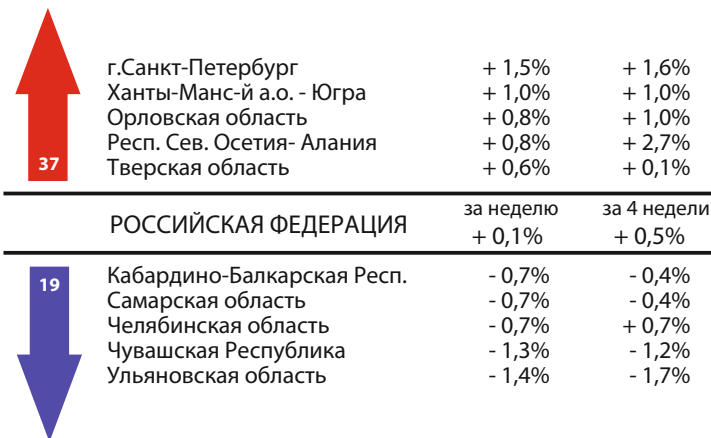 г.Санкт-Петербург + 1,5% + 1,6%
Ханты-Манс-й а.о. - Югра + 1,0% + 1,0%
Орловская область + 0,8% + 1,0%
Респ. Сев. Осетия- Алания + 0,8% + 2,7%
37 Тверская область + 0,6% + 0,1%
за неделю за 4 недели
РОССИЙСКАЯ ФЕДЕРАЦИЯ + 0,1% + 0,5%
19 Кабардино-Балкарская Респ. - 0,7% - 0,4%
Самарская область - 0,7% - 0,4%
Челябинская область - 0,7% + 0,7%
Чувашская Республика - 1,3% - 1,2%
Ульяновская область - 1,4% - 1,7%